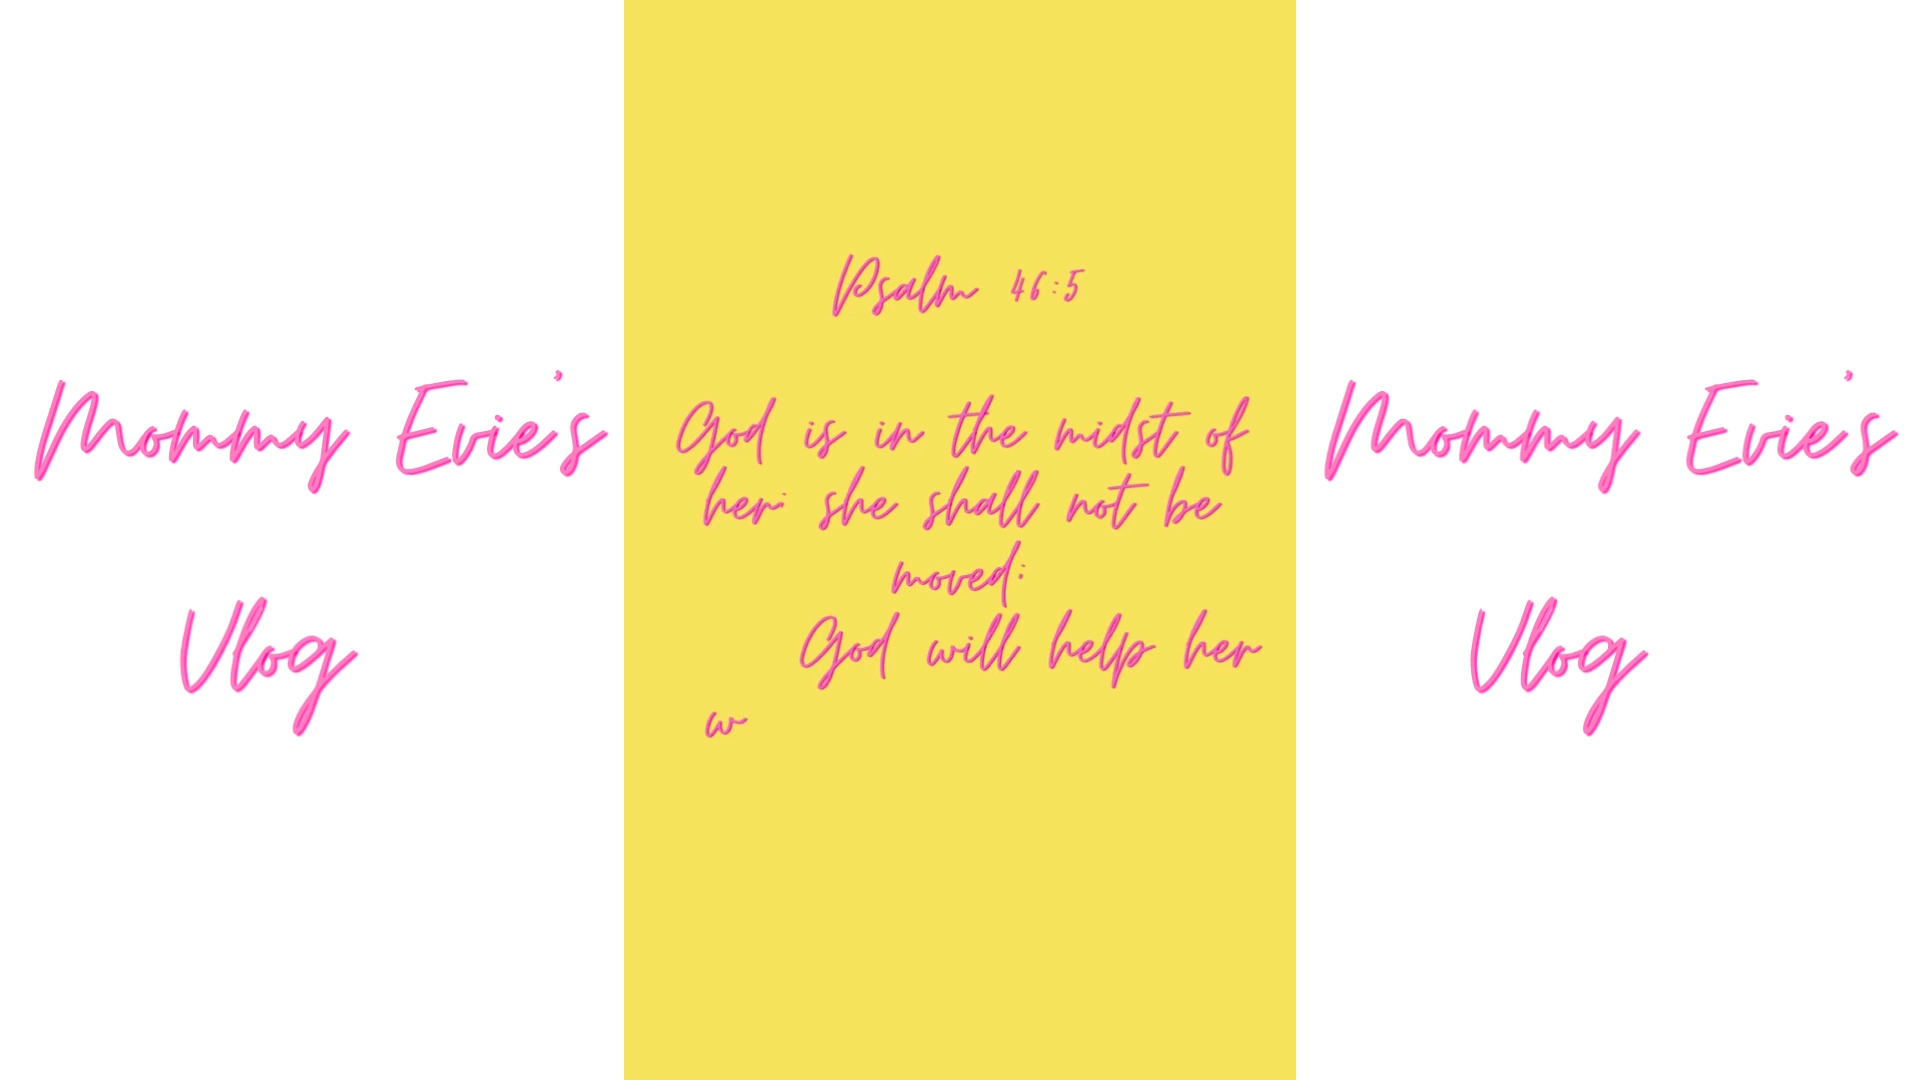 Mommy Evie's
Vlog
Psalm 46:5
God is in the midst of
her; she shall not be
moved:
God will help her
w
Mommy Evie's
Vlog